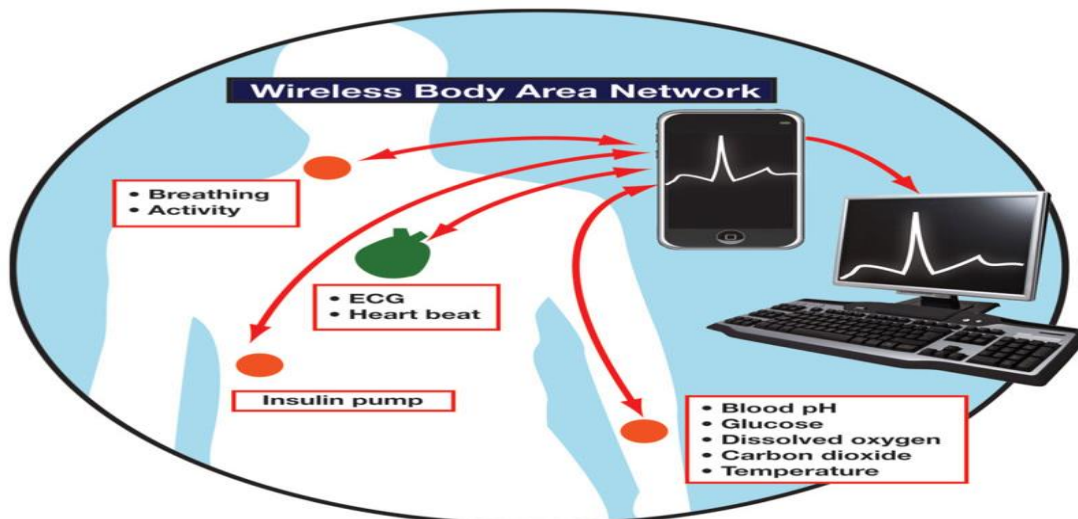 Wireless Body Area Network
• Breathing
• Activity
• ECG
• Heart beat
Insulin pump
• Blood pH
• Glucose
• Dissolved oxygen
• Carbon dioxide
• Temperature